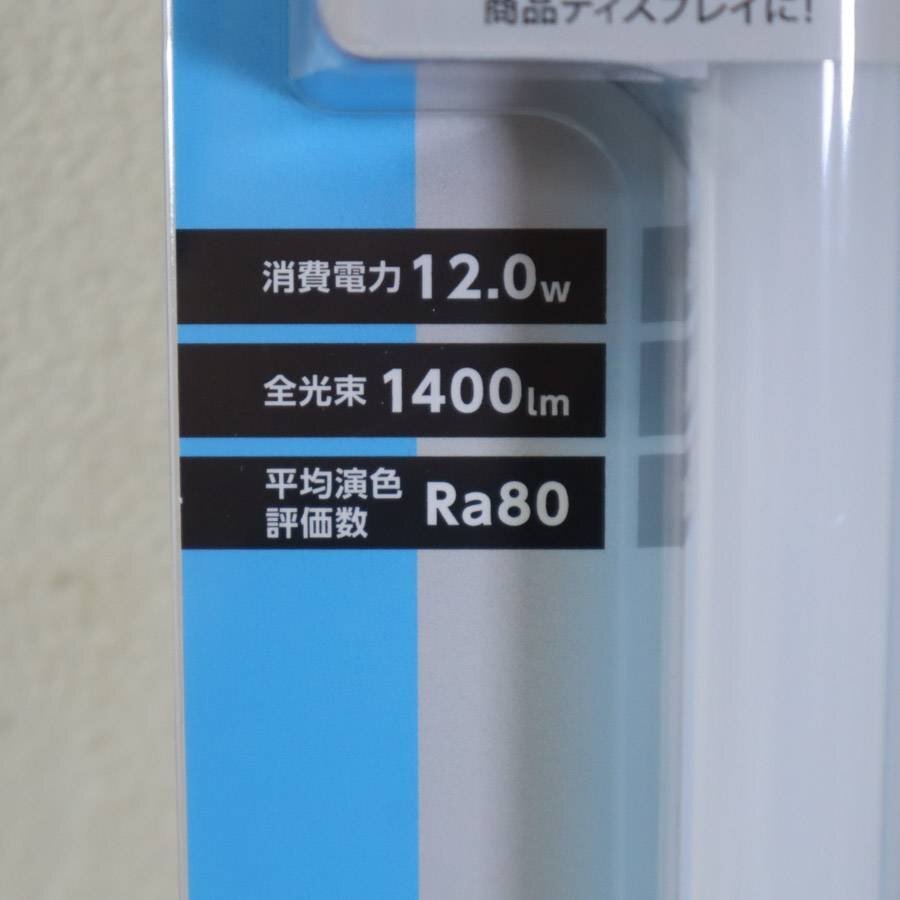 商品ディスプレイに!
消費電力 12.0w
全光束 1400lm
平均演色
評価数 Ra80